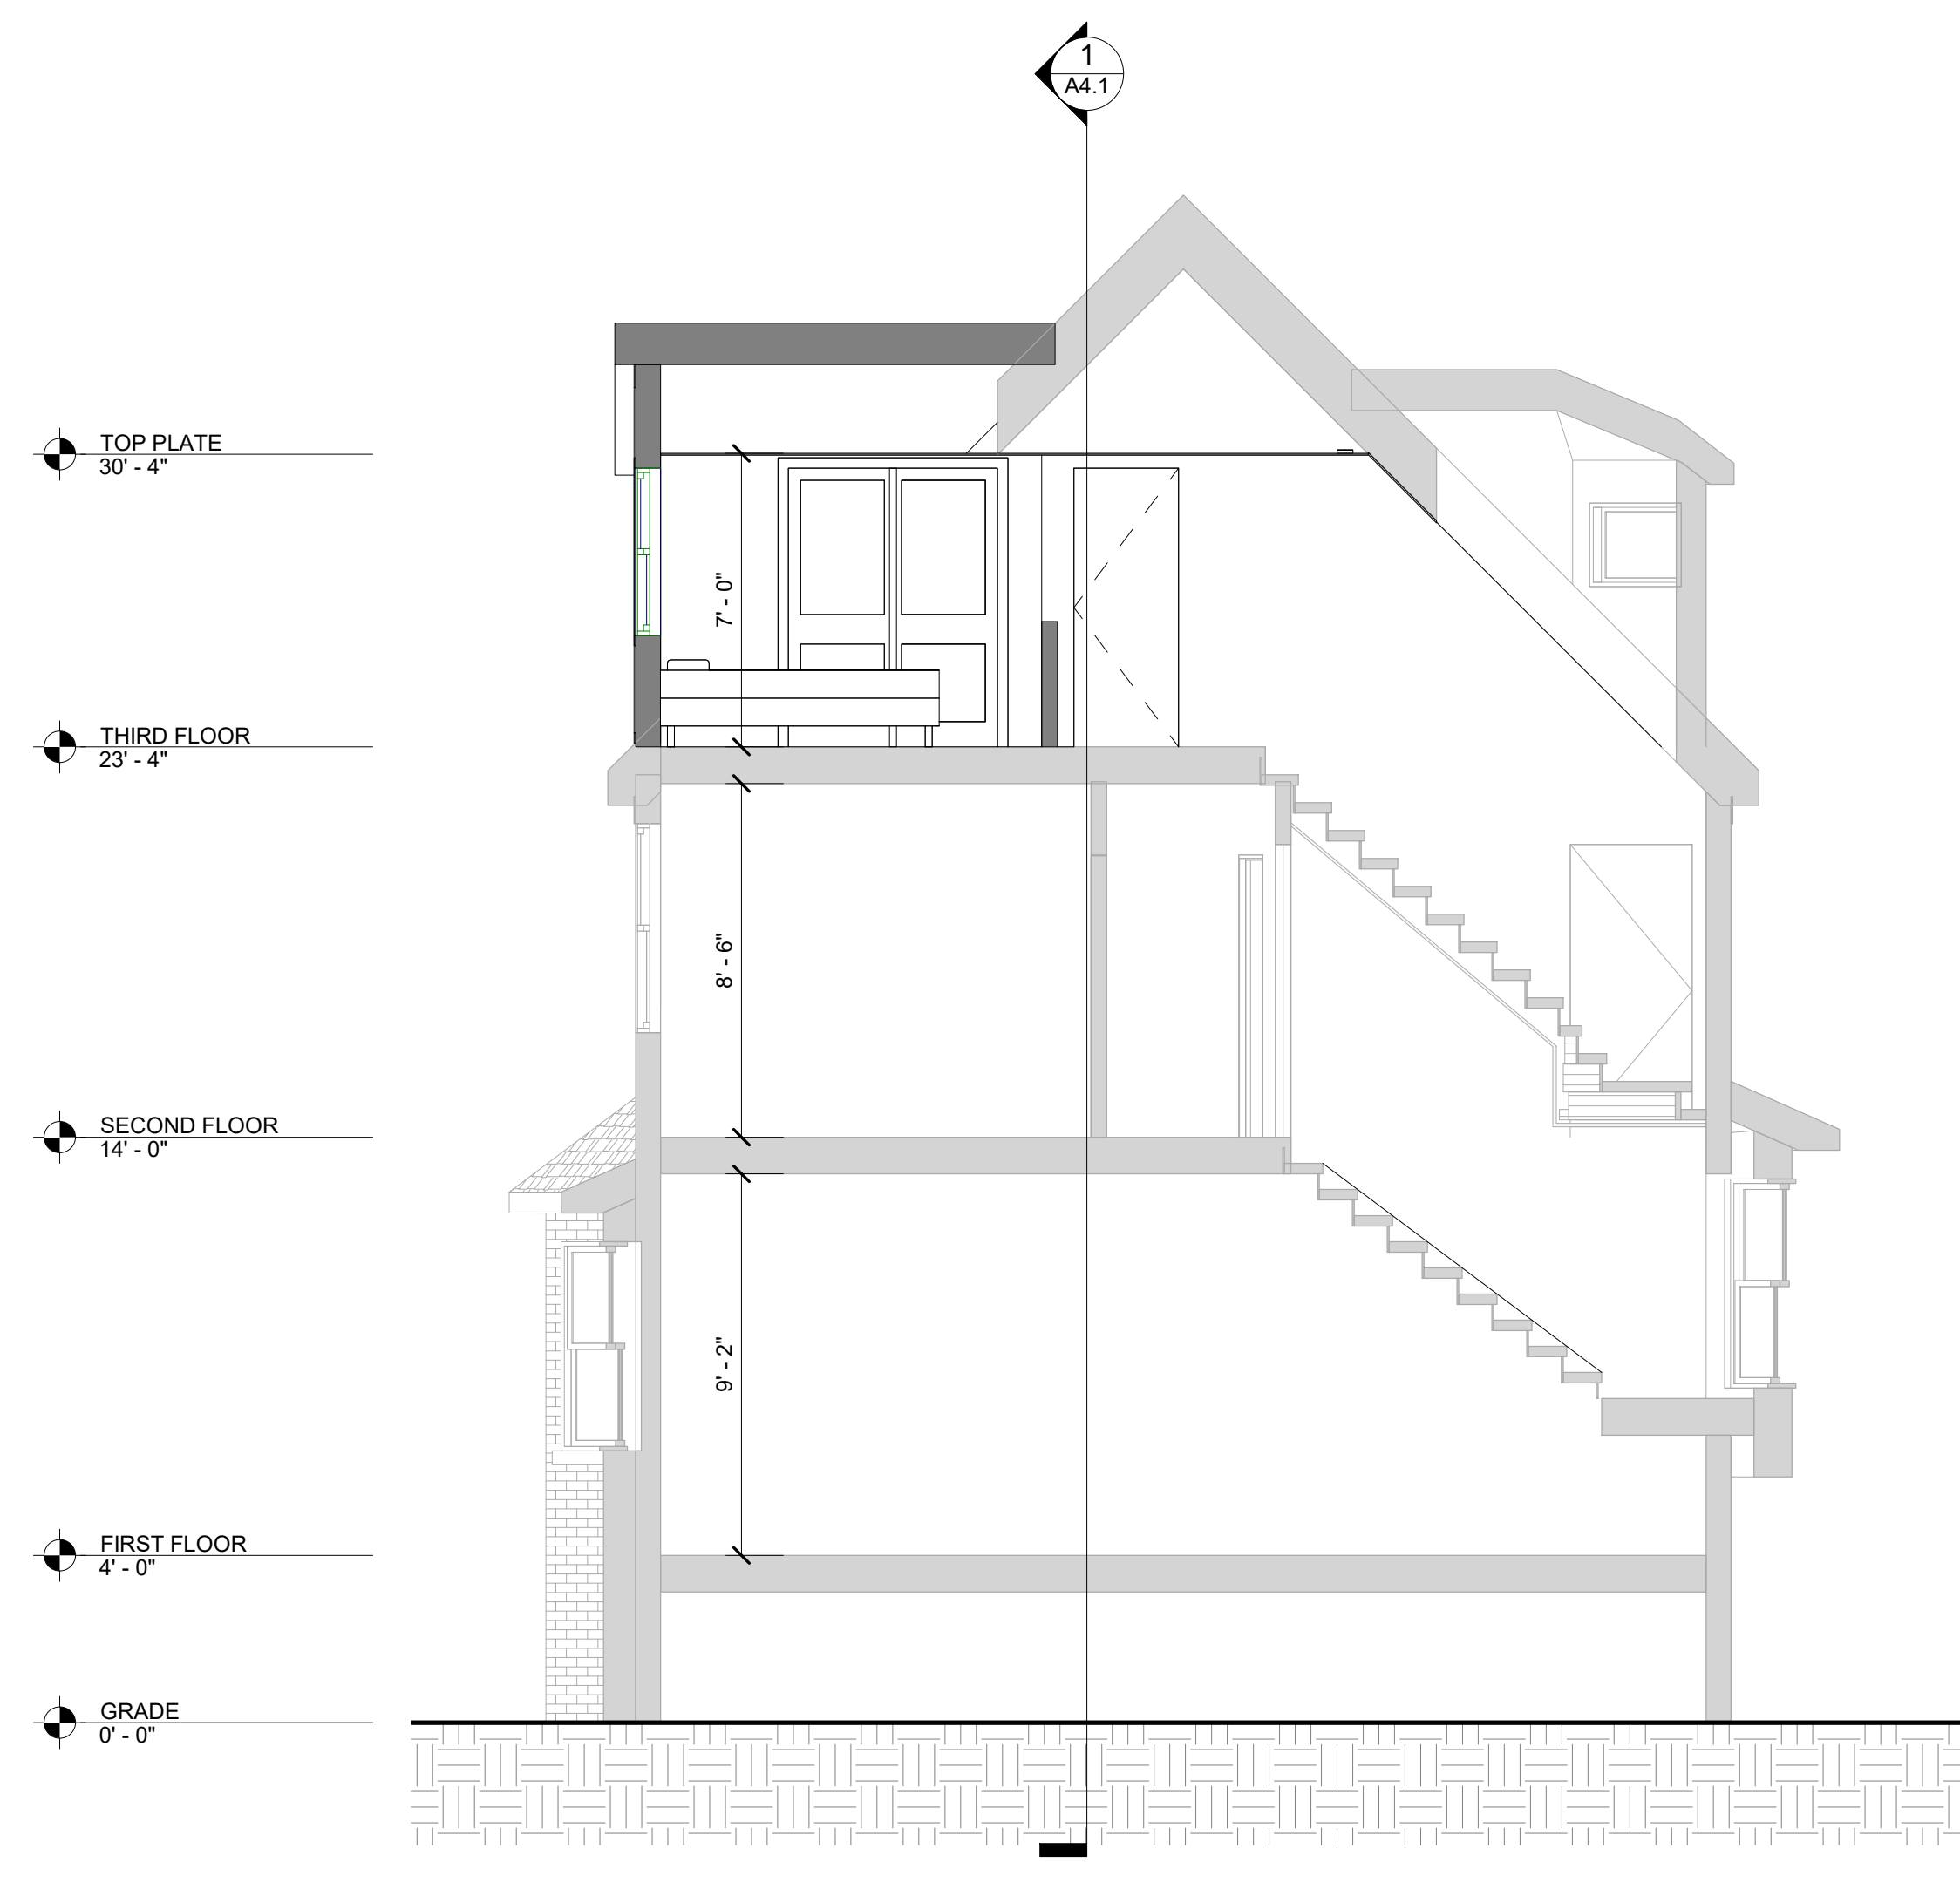 1
A4.1
TOP PLATE
30' - 4"
7' - 0"
THIRD FLOOR
23' - 4"
8' - 6"
SECOND FLOOR
14' - 0"
9' - 2"
FIRST FLOOR
4' - 0"
GRADE
0' - 0"